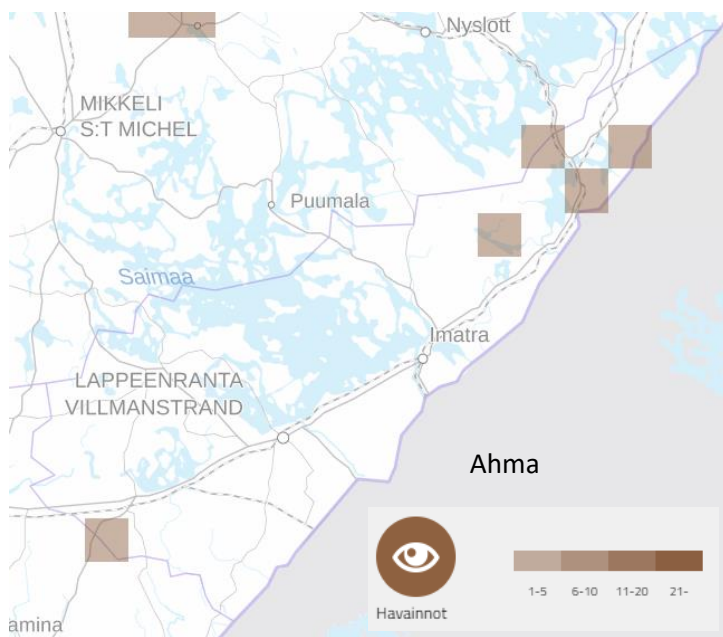 Nyslott
MIKKELI
S:T MICHEL
Puumala
Saimaa
Imatra
LAPPEENRANTA
VILLMANSTRAND
Ahma
amina
Havainnot
1-5 6-10 11-20 21-